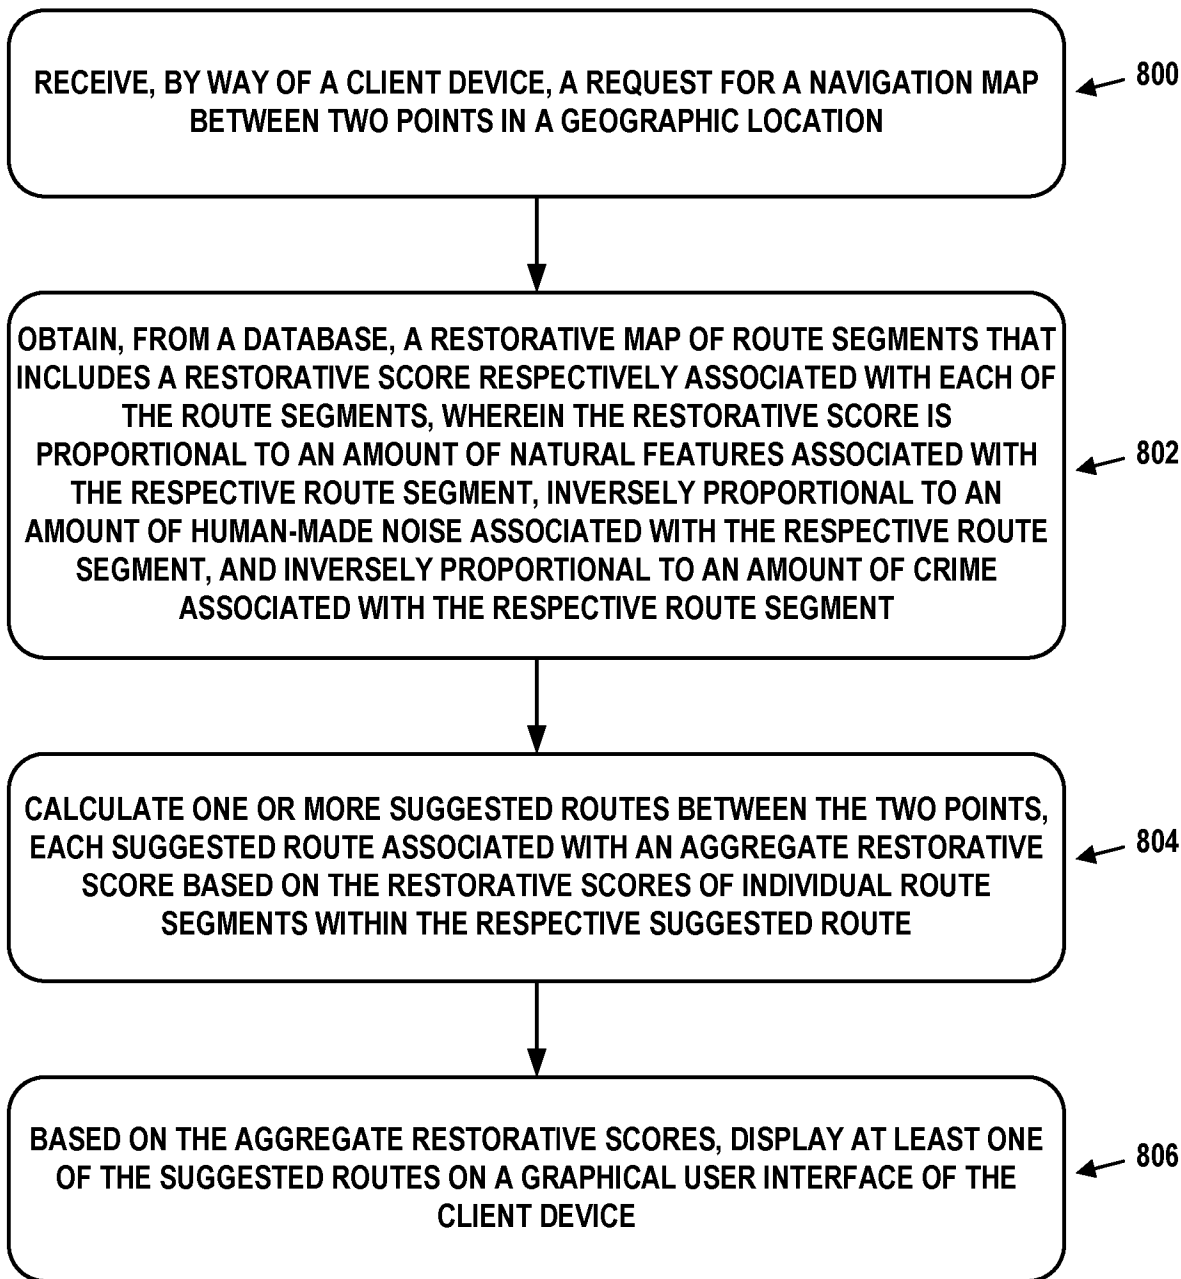 RECEIVE, BY WAY OF A CLIENT DEVICE, A REQUEST FOR A NAVIGATION MAP
BETWEEN TWO POINTS IN A GEOGRAPHIC LOCATION
800
OBTAIN, FROM A DATABASE, A RESTORATIVE MAP OF ROUTE SEGMENTS THAT
INCLUDES A RESTORATIVE SCORE RESPECTIVELY ASSOCIATED WITH EACH OF
THE ROUTE SEGMENTS, WHEREIN THE RESTORATIVE SCORE IS
PROPORTIONAL TO AN AMOUNT OF NATURAL FEATURES ASSOCIATED WITH
THE RESPECTIVE ROUTE SEGMENT, INVERSELY PROPORTIONAL TO AN
AMOUNT OF HUMAN-MADE NOISE ASSOCIATED WITH THE RESPECTIVE ROUTE
SEGMENT, AND INVERSELY PROPORTIONAL TO AN AMOUNT OF CRIME
ASSOCIATED WITH THE RESPECTIVE ROUTE SEGMENT
802
CALCULATE ONE OR MORE SUGGESTED ROUTES BETWEEN THE TWO POINTS,
EACH SUGGESTED ROUTE ASSOCIATED WITH AN AGGREGATE RESTORATIVE
SCORE BASED ON THE RESTORATIVE SCORES OF INDIVIDUAL ROUTE
SEGMENTS WITHIN THE RESPECTIVE SUGGESTED ROUTE
804
BASED ON THE AGGREGATE RESTORATIVE SCORES, DISPLAY AT LEAST ONE
OF THE SUGGESTED ROUTES ON A GRAPHICAL USER INTERFACE OF THE
CLIENT DEVICE
806